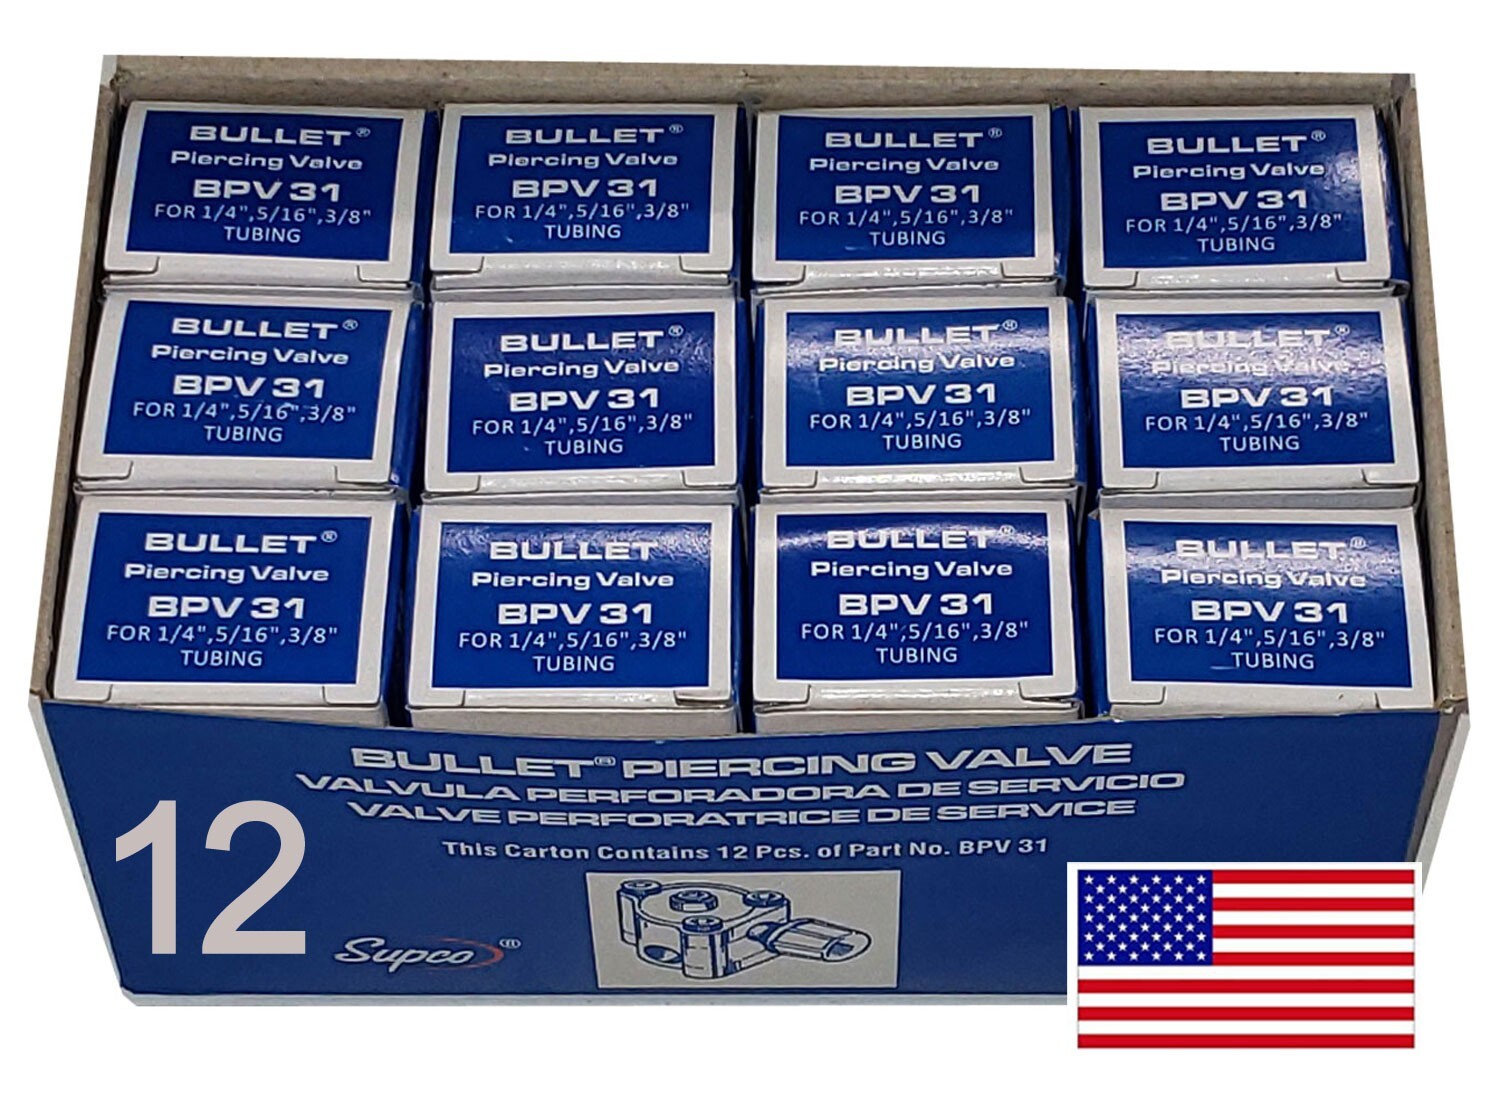 BULLET®
Piercing Valve
BPV 31
FOR 1/4",5/16",3/8"
TUBING
BULLET®
Piercing Valve
BPV 31
FOR 1/4",5/16",3/8"
TUBING
BULLET®
Piercing Valve
BPV 31
FOR 1/4",5/16",3/8"
TUBING
BULLET®
Piercing Valve
BPV 31
FOR 1/4",5/16",3/8"
TUBING
BULLET®
Piercing Valve
BPV 31
FOR 1/4",5/16",3/8"
TUBING
BULLET®
Piercing Valve
BPV 31
FOR 1/4",5/16",3/8"
TUBING
BULLET®
Piercing Valve
BPV 31
FOR 1/4",5/16",3/8"
TUBING
BULLET®
Piercing Valve
BPV 31
FOR 1/4",5/16",3/8"
TUBING
BULLET®
Piercing Valve
BPV 31
FOR 1/4",5/16",3/8"
TUBING
BULLET
Piercing Valve
BPV 31
FOR 1/4",5/16",3/8"
TUBING
BULLET®
Piercing Valve
BPV 31
FOR 1/4",5/16",3/8"
TUBING
BULLET®
Piercing Valve
BPV 31
FOR 1/4",5/16",3/8"
TUBING
BULLET® PIERCING VALVE
VALVULA PERFORADORA DE SERVICIO
VALVE PERFORATRICE DE SERVICE
This Carton Contains 12 Pcs. of Part No. BPV 31
12
Supco®